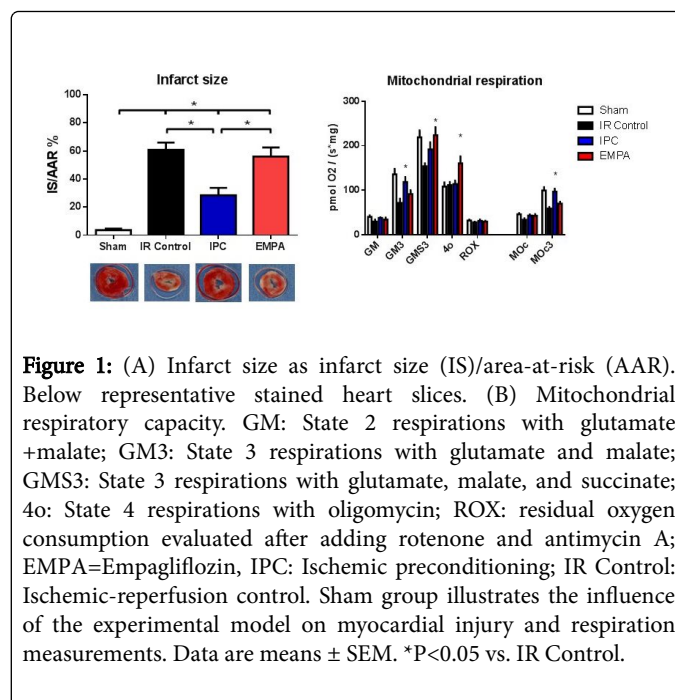 Infarct size
IS/AAR %
100
80
60
40
20
0
* * * *
Sham IR Control IPC EMPA
Mitochondrial respiration
pmol O2 / (s*mg)
300
200
100
0
* * * *
GM GM3 GMS3 4o ROX MOc MOc3
Sham
IR Control
IPC
EMPA
Figure 1: (A) Infarct size as infarct size (IS)/area-at-risk (AAR).
Below representative stained heart slices. (B) Mitochondrial
respiratory capacity. GM: State 2 respirations with glutamate
+malate; GM3: State 3 respirations with glutamate and malate;
GMS3: State 3 respirations with glutamate, malate, and succinate;
4o: State 4 respirations with oligomycin; ROX: residual oxygen
consumption evaluated after adding rotenone and antimycin A;
EMPA=Empagliflozin, IPC: Ischemic preconditioning; IR Control:
Ischemic-reperfusion control. Sham group illustrates the influence
of the experimental model on myocardial injury and respiration
measurements. Data are means ± SEM. *P<0.05 vs. IR Control.